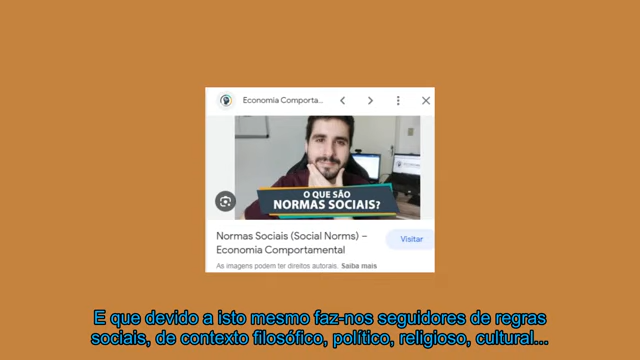 Economia Comporta...
O QUE SÃO
NORMAS SOCIAIS?
Normas Sociais (Social Norms) –
Economia Comportamental
Visitar
As imagens podem ter direitos autorais. Saiba mais
E que devido a isto mesmo faz-nos seguidores de regras
sociais, de contexto filosófico, político, religioso, cultural...